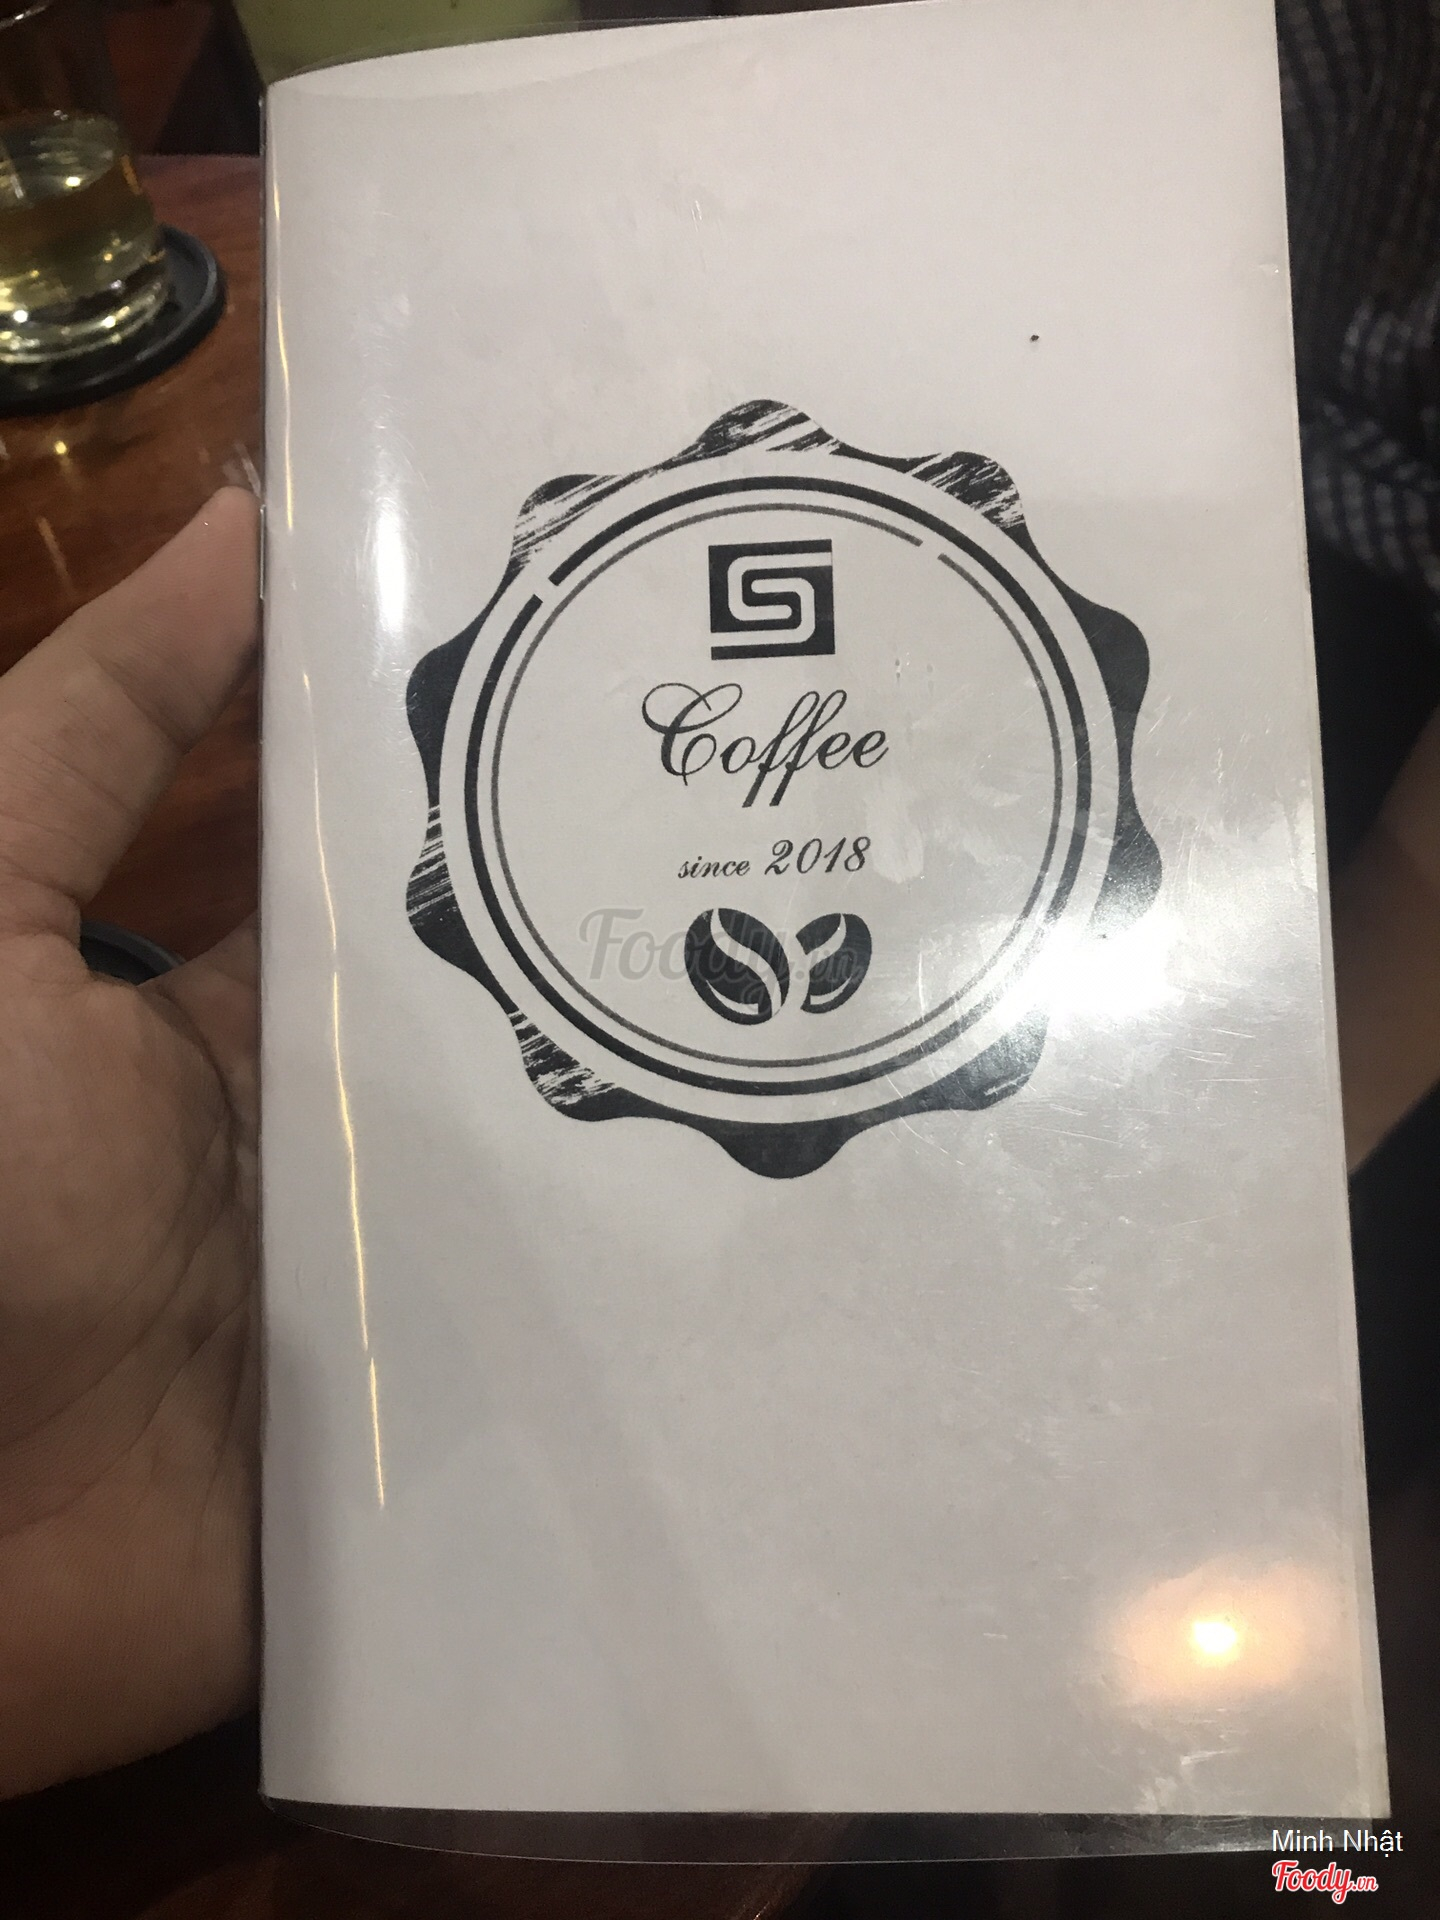 S
Coffee
since 2018
Foody.vn
Minh Nhật
Foody.vn